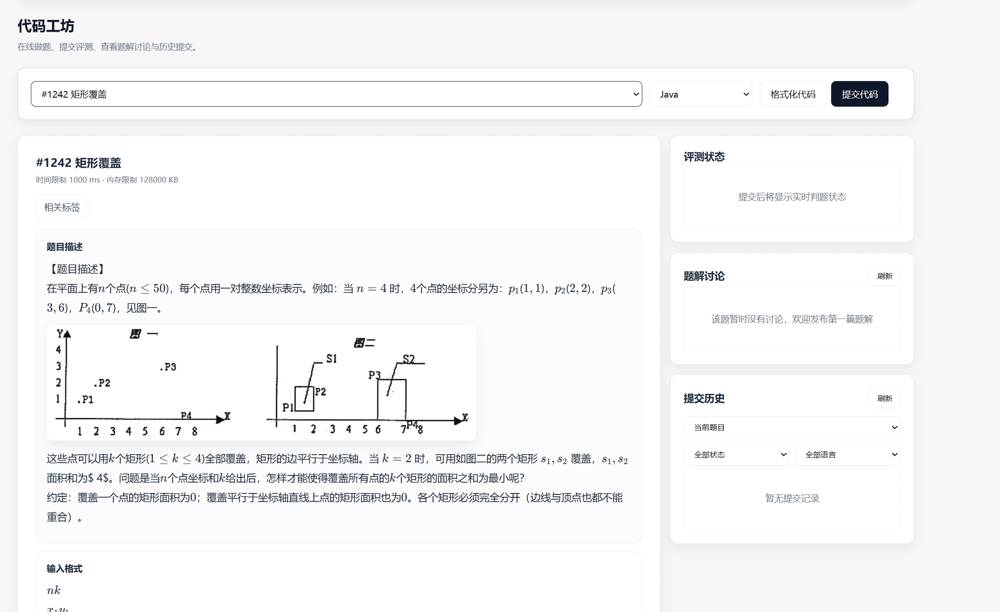 代码工坊
在线做题、提交评测、查看题解讨论与历史提交。
#1242 矩形覆盖
Java
格式化代码
提交代码
#1242 矩形覆盖
时间限制 1000 ms · 内存限制 128000 KB
相关标签
题目描述
【题目描述】
在平面上有n个点(n ≤ 50)，每个点用一对整数坐标表示。例如：当 n = 4 时，4个点的坐标分另为：p₁(1, 1)，p₂(2, 2)，p₃(
3, 6)，P₄(0, 7)，见图一。
图 一
Y
4
3
2
1
.P3
.P2
.P1
P4
X
1 2 3 4 5 6 7 8
图二
S1
S2
P3
P2
P1
X
1 2 3 4 5 6 7 P4 8
这些点可以用k个矩形(1 ≤ k ≤ 4)全部覆盖，矩形的边平行于坐标轴。当 k = 2 时，可用如图二的两个矩形 s₁, s₂ 覆盖，s₁, s₂
面积和为$ 4$。问题是当n个点坐标和k给出后，怎样才能使得覆盖所有点的k个矩形的面积之和为最小呢？
约定：覆盖一个点的矩形面积为0；覆盖平行于坐标轴直线上点的矩形面积也为0。各个矩形必须完全分开（边线与顶点也都不能
重合）。
输入格式
nk
x₁y₁
评测状态
提交后将显示实时判题状态
题解讨论
刷新
该题暂时没有讨论，欢迎发布第一篇题解
提交历史
刷新
当前题目
全部状态
全部语言
暂无提交记录